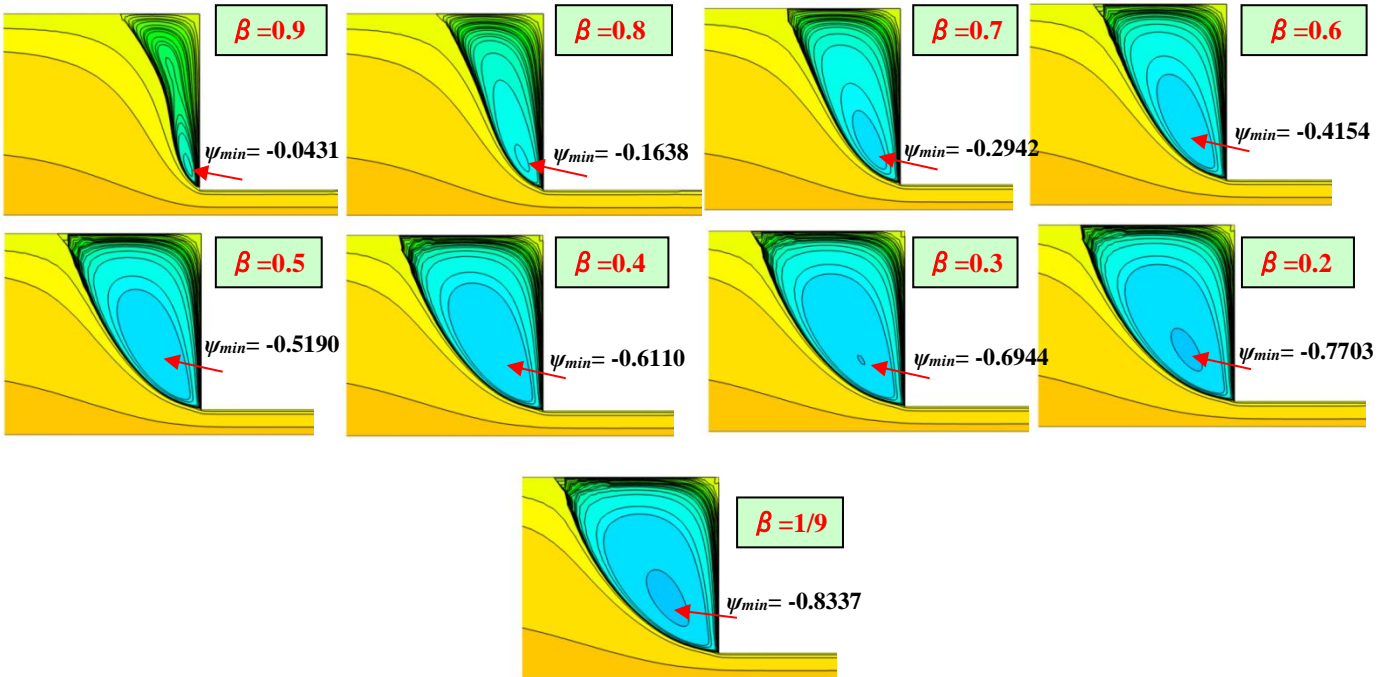 β =0.9
ψmin= -0.0431
β =0.8
ψmin= -0.1638
β =0.7
ψmin= -0.2942
β =0.6
ψmin= -0.4154
β =0.5
ψmin= -0.5190
β =0.4
ψmin= -0.6110
β =0.3
ψmin= -0.6944
β =0.2
ψmin= -0.7703
β =1/9
ψmin= -0.8337